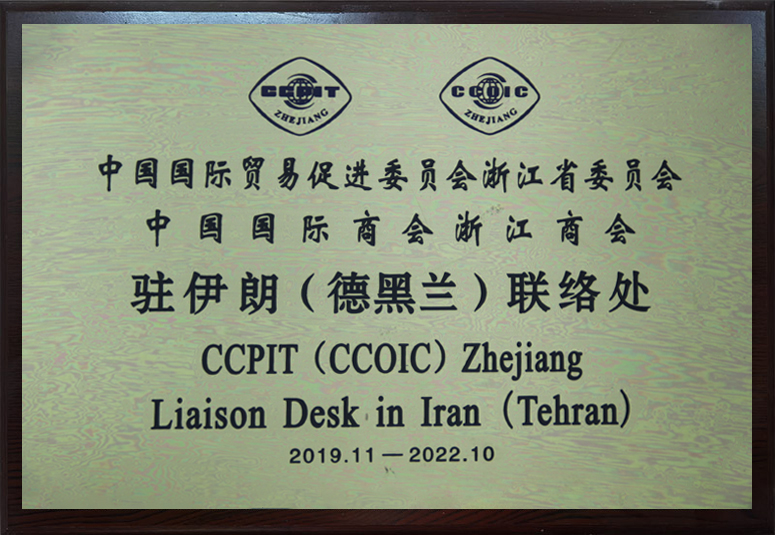 CCPIT
ZHEJIANG
CCOIC
ZHEJIANG
中国国际贸易促进委员会浙江省委员会
中国国际商会浙江商会
驻伊朗（德黑兰）联络处
CCPIT（CCOIC）Zhejiang
Liaison Desk in Iran（Tehran）
2019.11—2022.10